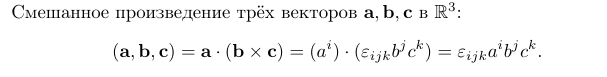 Смешанное произведение трёх векторов a, b, c в ℝ³:
(a, b, c) = a · (b × c) = (aⁱ) · (εᵢⱼₖbʲcᵏ) = εᵢⱼₖaⁱbʲcᵏ.